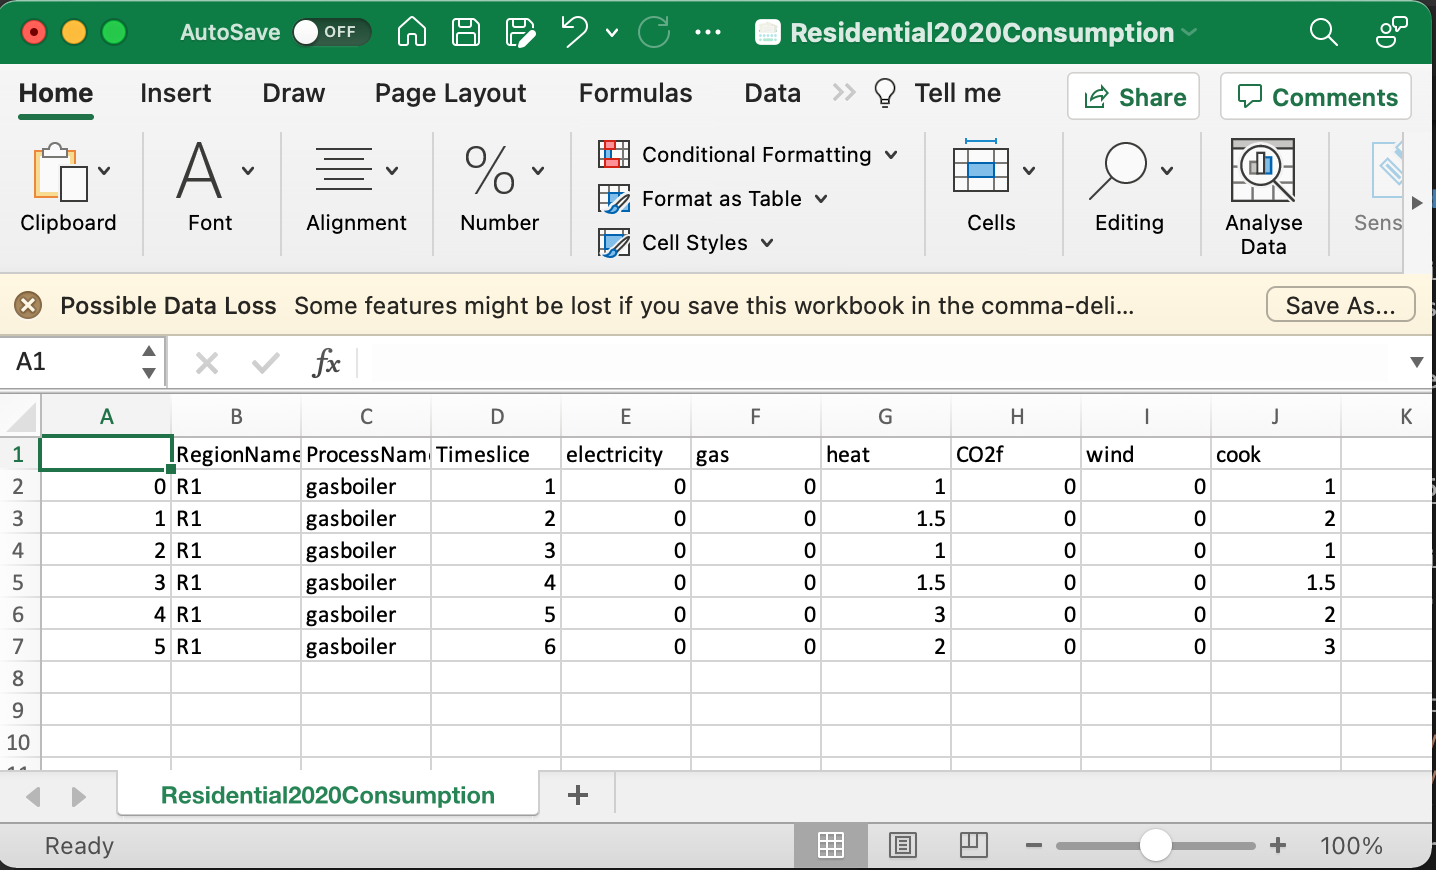 AutoSave OFF Residential2020Consumption
Home Insert Draw Page Layout Formulas Data Tell me Share Comments
Clipboard Font Alignment Number Conditional Formatting Format as Table Cell Styles Cells Editing Analyse Data Sens
Possible Data Loss Some features might be lost if you save this workbook in the comma-deli... Save As...
A1 fx
A B C D E F G H I J K
1 RegionName ProcessNam Timeslice electricity gas heat CO2f wind cook
2 0 R1 gasboiler 1 0 0 1 0 0 1
3 1 R1 gasboiler 2 0 0 1.5 0 0 2
4 2 R1 gasboiler 3 0 0 1 0 0 1
5 3 R1 gasboiler 4 0 0 1.5 0 0 1.5
6 4 R1 gasboiler 5 0 0 3 0 0 2
7 5 R1 gasboiler 6 0 0 2 0 0 3
8
9
10
Residential2020Consumption
Ready 100%